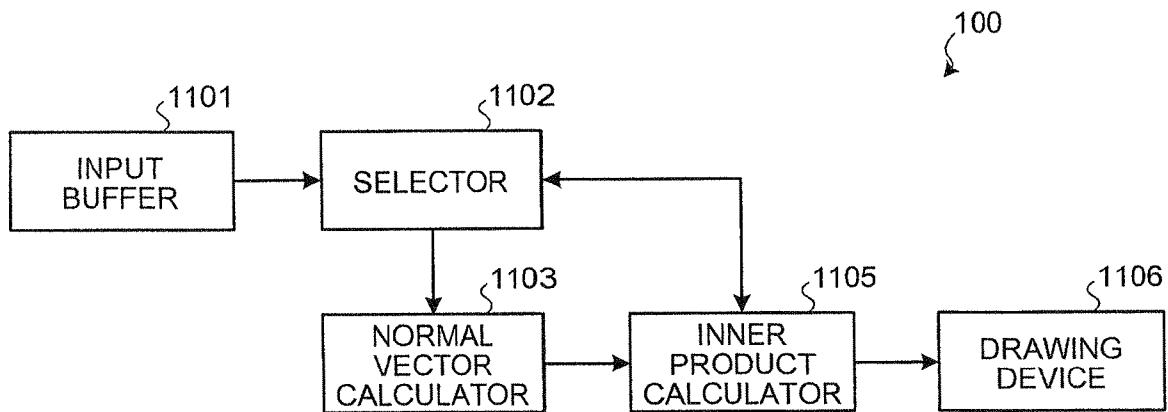 100
1101
INPUT
BUFFER
1102
SELECTOR
1103
NORMAL
VECTOR
CALCULATOR
1105
INNER
PRODUCT
CALCULATOR
1106
DRAWING
DEVICE